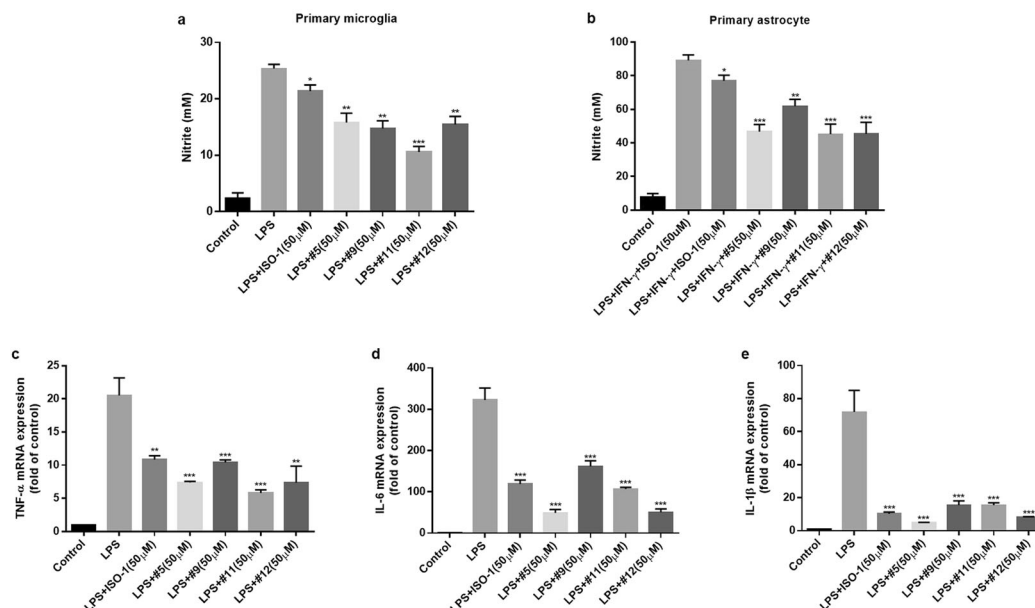 a
Primary microglia
Nitrite (mM)
30
20
10
0
*
**
**
***
**
Control
LPS
LPS+ISO-1(50μM)
LPS+#5(50μM)
LPS+#9(50μM)
LPS+#11(50μM)
LPS+#12(50μM)
b
Primary astrocyte
Nitrite (mM)
100
80
60
40
20
0
*
***
**
***
***
Control
LPS+IFN-γ+ISO-1(50uM)
LPS+IFN-γ+ISO-1(50μM)
LPS+IFN-γ+#5(50μM)
LPS+IFN-γ+#9(50μM)
LPS+IFN-γ+#11(50μM)
LPS+IFN-γ+#12(50μM)
c
TNF-α mRNA expression
(fold of control)
25
20
15
10
5
0
**
***
***
***
**
Control
LPS
LPS+ISO-1(50μM)
LPS+#5(50μM)
LPS+#9(50μM)
LPS+#11(50μM)
LPS+#12(50μM)
d
IL-6 mRNA expression
(fold of control)
400
300
200
100
0
***
***
***
***
***
Control
LPS
LPS+ISO-1(50μM)
LPS+#5(50μM)
LPS+#9(50μM)
LPS+#11(50μM)
LPS+#12(50μM)
e
IL-1β mRNA expression
(fold of control)
100
80
60
40
20
0
***
***
***
***
***
Control
LPS
LPS+ISO-1(50μM)
LPS+#5(50μM)
LPS+#9(50μM)
LPS+#11(50μM)
LPS+#12(50μM)